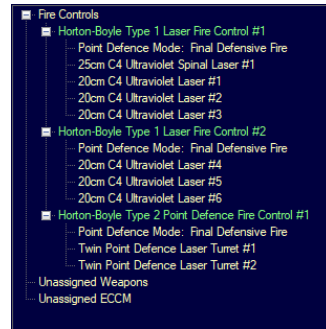 Fire Controls
Horton-Boyle Type 1 Laser Fire Control #1
Point Defence Mode: Final Defensive Fire
25cm C4 Ultraviolet Spinal Laser #1
20cm C4 Ultraviolet Laser #1
20cm C4 Ultraviolet Laser #2
20cm C4 Ultraviolet Laser #3
Horton-Boyle Type 1 Laser Fire Control #2
Point Defence Mode: Final Defensive Fire
20cm C4 Ultraviolet Laser #4
20cm C4 Ultraviolet Laser #5
20cm C4 Ultraviolet Laser #6
Horton-Boyle Type 2 Point Defence Fire Control #1
Point Defence Mode: Final Defensive Fire
Twin Point Defence Laser Turret #1
Twin Point Defence Laser Turret #2
Unassigned Weapons
Unassigned ECCM